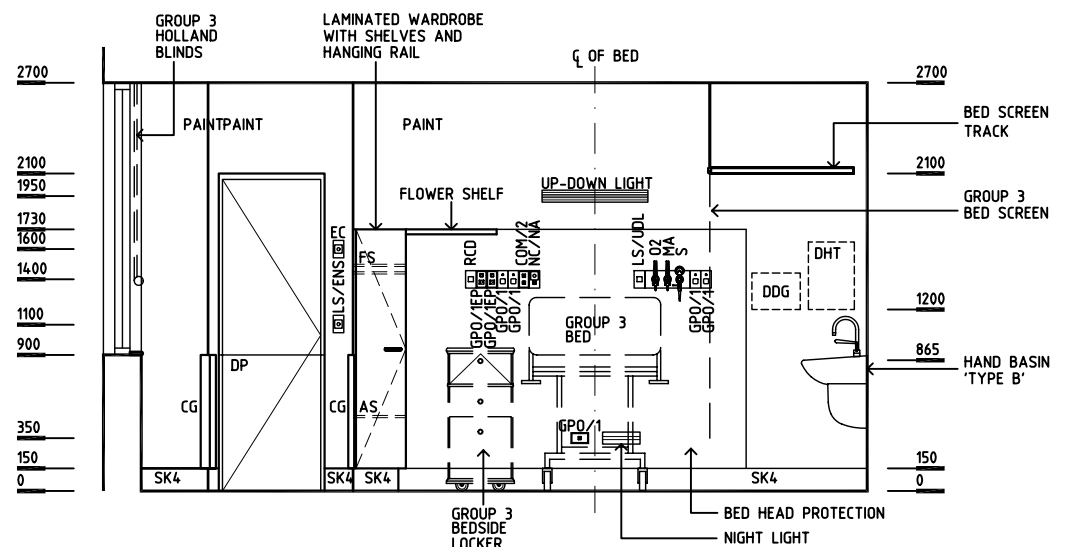 GROUP 3
HOLLAND
BLINDS
LAMINATED WARDROBE
WITH SHELVES AND
HANGING RAIL
℄ OF BED
2700
2700
PAINT
PAINT
PAINT
BED SCREEN
TRACK
2100
2100
1950
UP-DOWN LIGHT
FLOWER SHELF
GROUP 3
BED SCREEN
1730
1600
1400
1100
900
1200
865
EC
LS/ENS
FS
RCD
COM/2
NC/NA
LS/UDL
O2
MA
S
DHT
DDG
GPO/1EP
GPO/1EP
GPO/1
GPO/1
GPO/1
GPO/1
GROUP 3
BED
DP
HAND BASIN
'TYPE B'
CG
CG
AS
GPO/1
350
150
0
150
0
SK4
SK4
SK4
SK4
GROUP 3
BEDSIDE
LOCKER
BED HEAD PROTECTION
NIGHT LIGHT